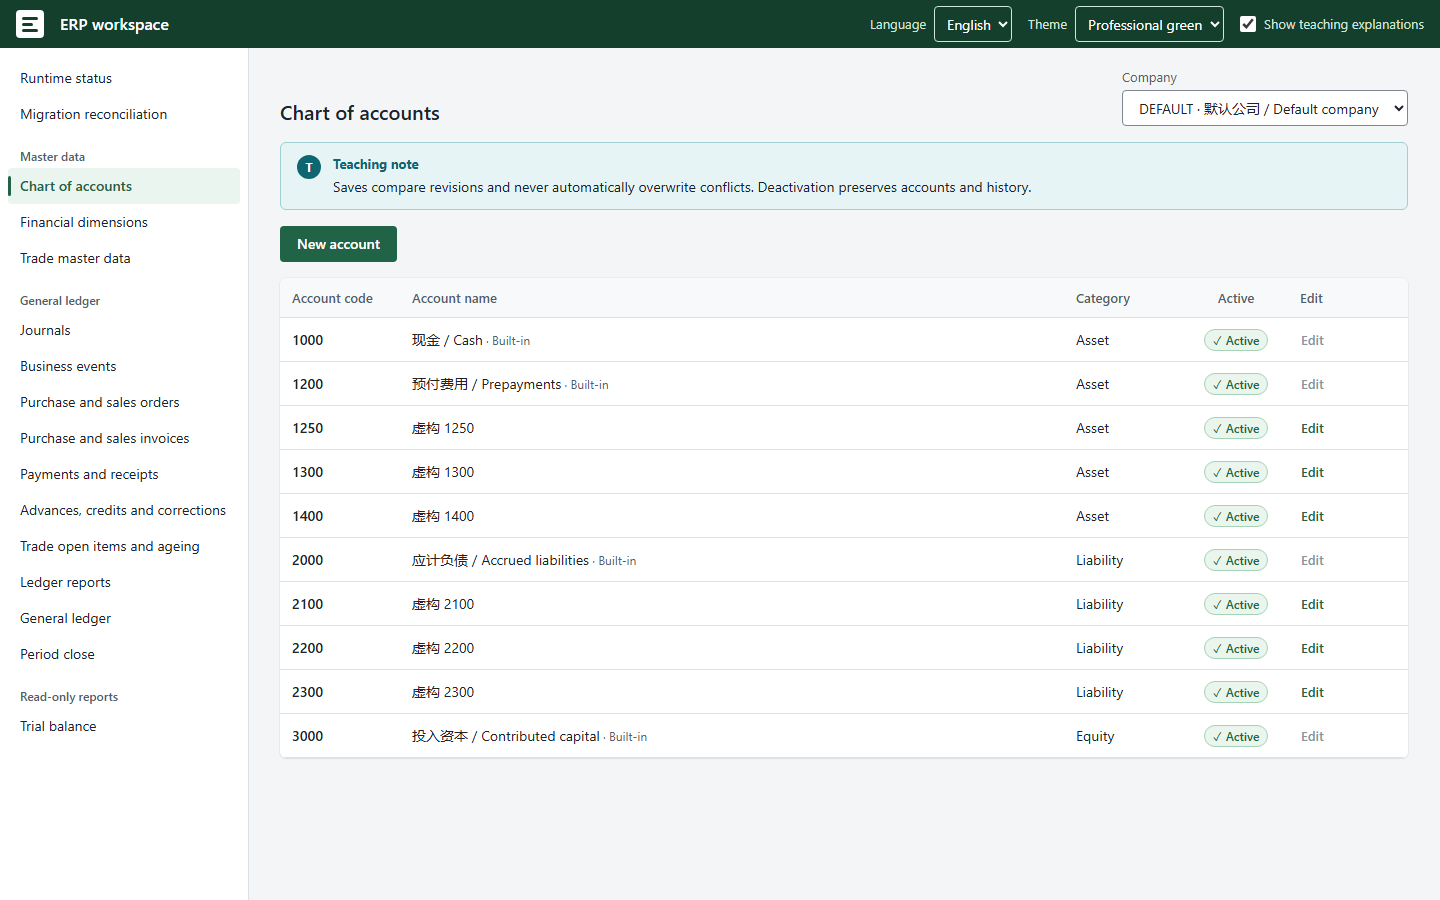 ERP workspace
Language English Theme Professional green Show teaching explanations
Runtime status
Migration reconciliation
Master data
Chart of accounts
Financial dimensions
Trade master data
General ledger
Journals
Business events
Purchase and sales orders
Purchase and sales invoices
Payments and receipts
Advances, credits and corrections
Trade open items and ageing
Ledger reports
General ledger
Period close
Read-only reports
Trial balance
Company
Chart of accounts
DEFAULT · 默认公司 / Default company
T Teaching note
Saves compare revisions and never automatically overwrite conflicts. Deactivation preserves accounts and history.
New account
Account code Account name Category Active Edit
1000 现金 / Cash · Built-in Asset ✓ Active Edit
1200 预付费用 / Prepayments · Built-in Asset ✓ Active Edit
1250 虚构 1250 Asset ✓ Active Edit
1300 虚构 1300 Asset ✓ Active Edit
1400 虚构 1400 Asset ✓ Active Edit
2000 应计负债 / Accrued liabilities · Built-in Liability ✓ Active Edit
2100 虚构 2100 Liability ✓ Active Edit
2200 虚构 2200 Liability ✓ Active Edit
2300 虚构 2300 Liability ✓ Active Edit
3000 投入资本 / Contributed capital · Built-in Equity ✓ Active Edit